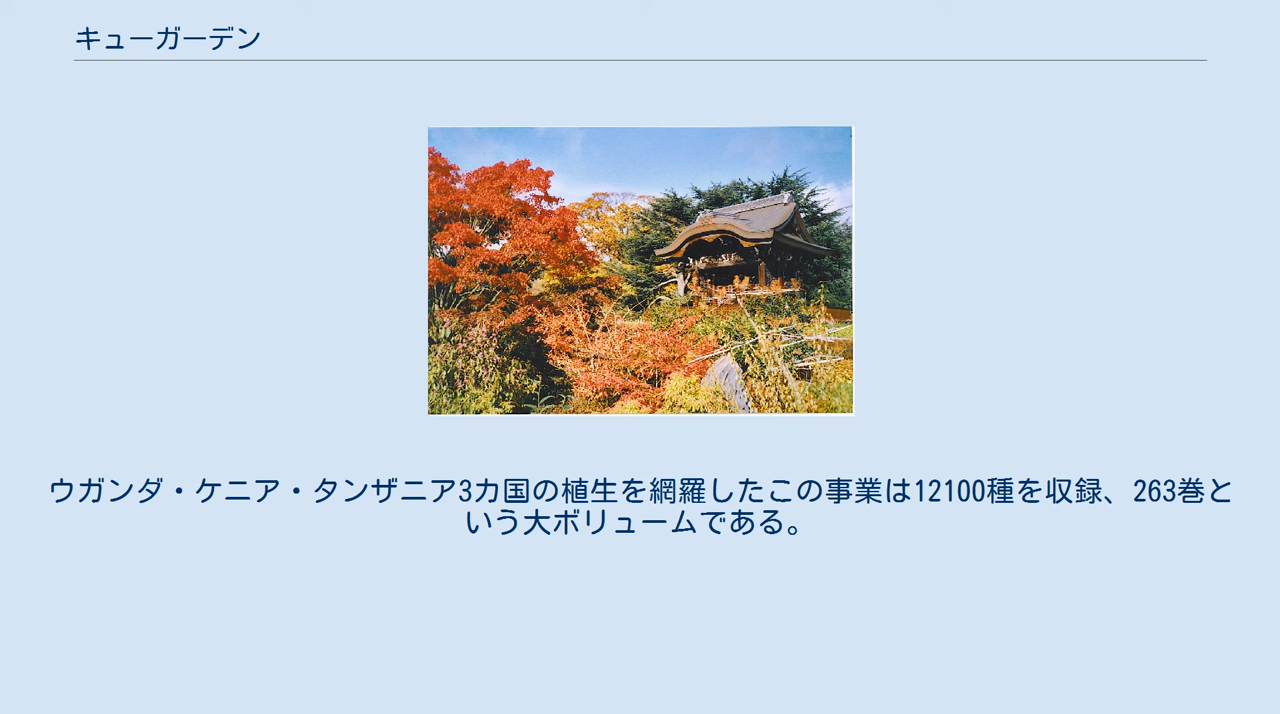 キューガーデン
ウガンダ・ケニア・タンザニア3カ国の植生を網羅したこの事業は12100種を収録、263巻と
いう大ボリュームである。